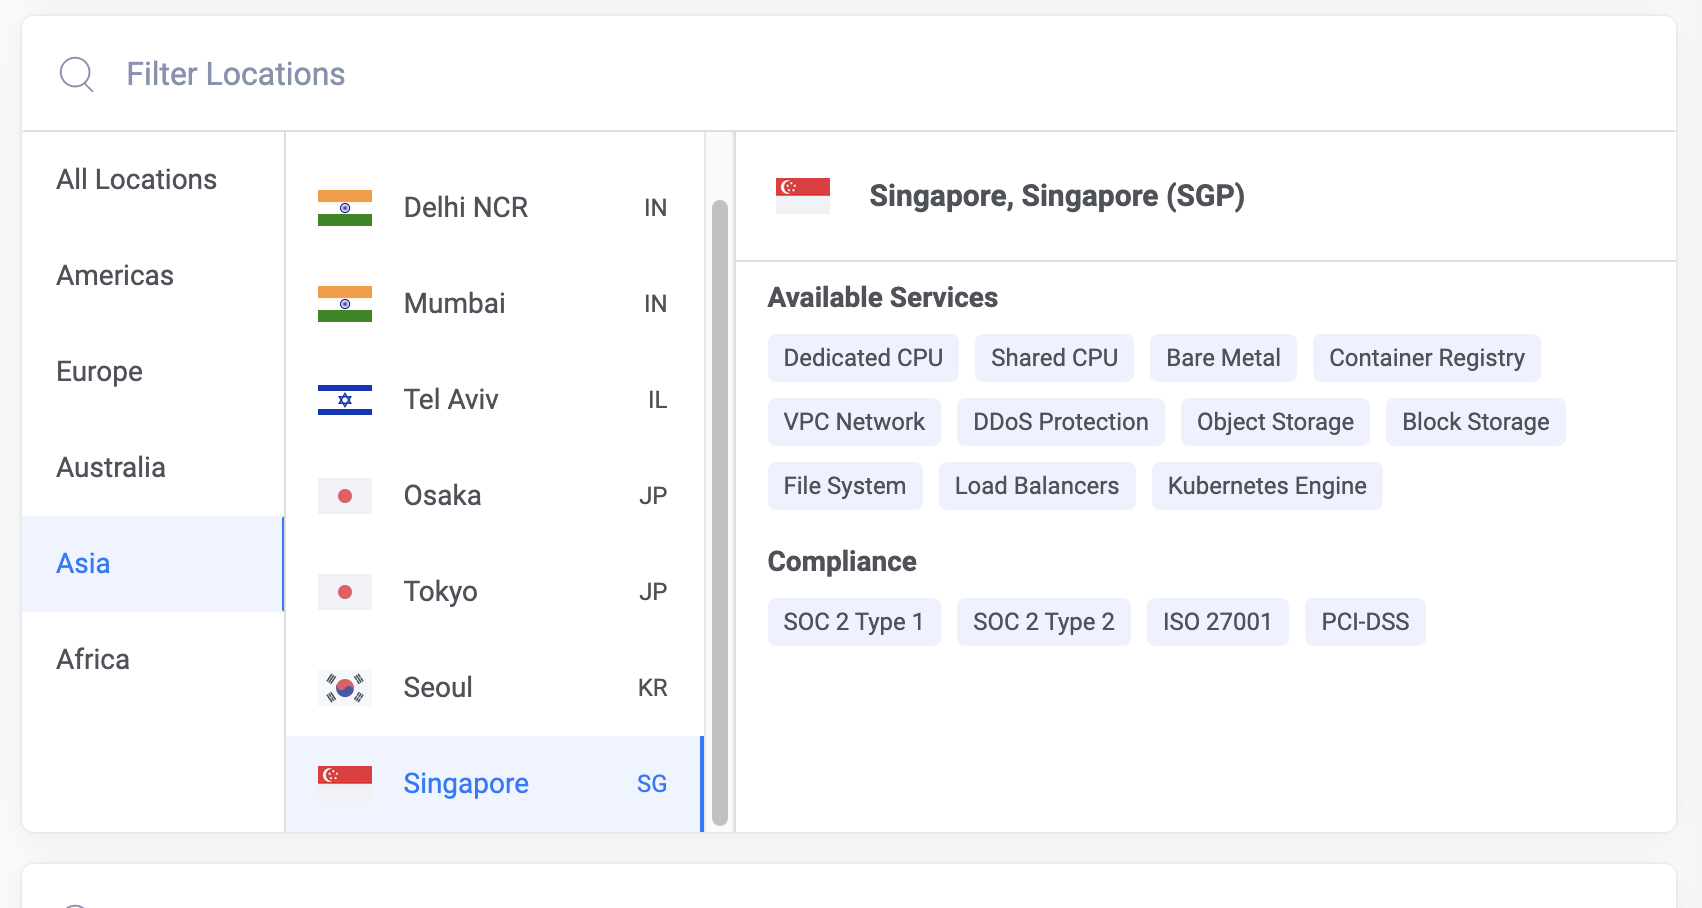 Filter Locations
All Locations
Americas
Europe
Australia
Asia
Africa
Delhi NCR IN
Mumbai IN
Tel Aviv IL
Osaka JP
Tokyo JP
Seoul KR
Singapore SG
Singapore, Singapore (SGP)
Available Services
Dedicated CPU Shared CPU Bare Metal Container Registry
VPC Network DDoS Protection Object Storage Block Storage
File System Load Balancers Kubernetes Engine
Compliance
SOC 2 Type 1 SOC 2 Type 2 ISO 27001 PCI-DSS